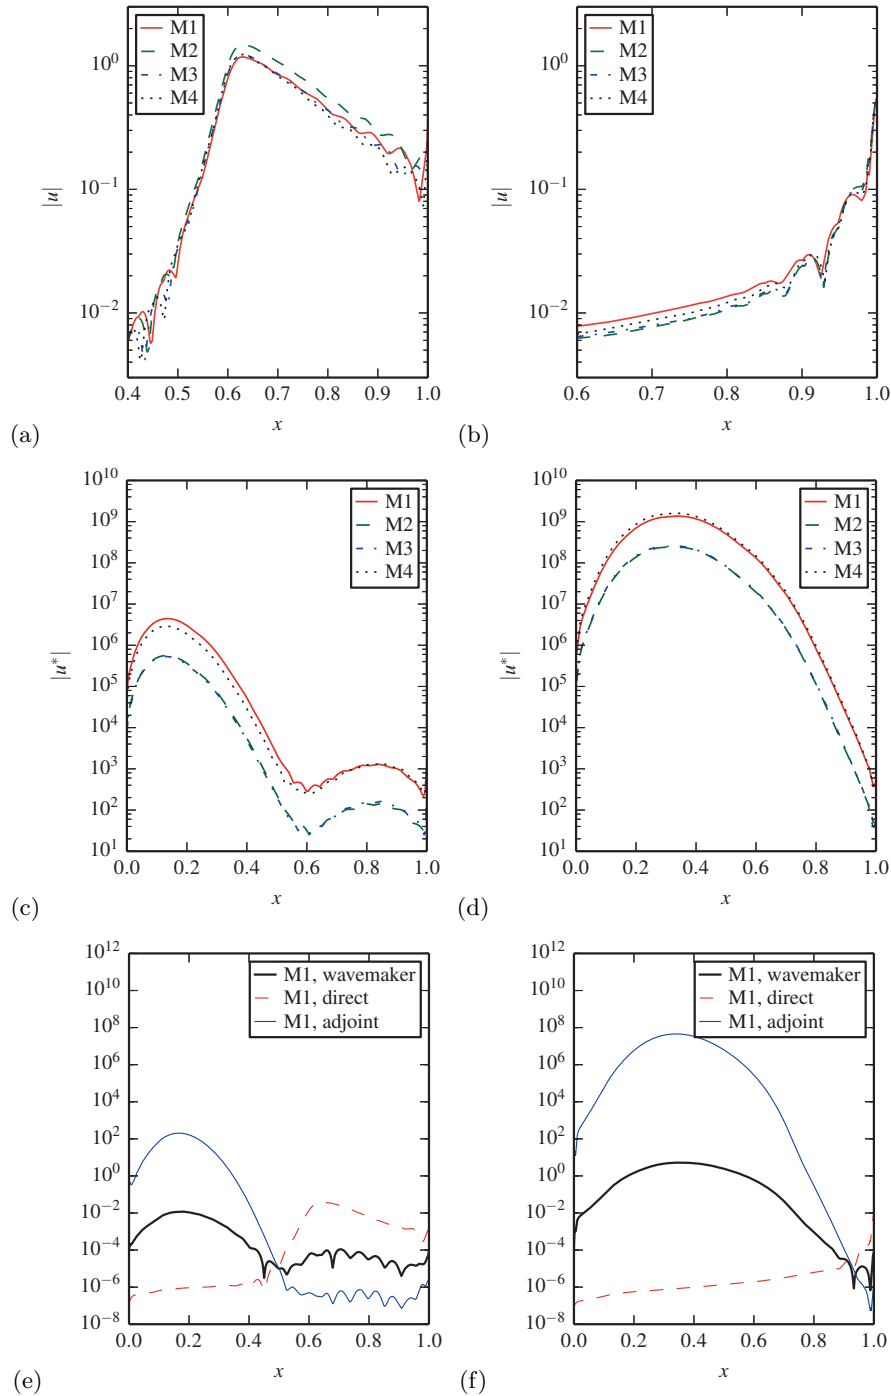 M1
M2
M3
M4
10^0
10^{-1}
10^{-2}
|u|
0.4 0.5 0.6 0.7 0.8 0.9 1.0
x
(a)
M1
M2
M3
M4
10^0
10^{-1}
10^{-2}
|u|
0.6 0.7 0.8 0.9 1.0
x
(b)
M1
M2
M3
M4
10^{10}
10^9
10^8
10^7
10^6
10^5
10^4
10^3
10^2
10^1
|u*|
0.0 0.2 0.4 0.6 0.8 1.0
x
(c)
M1
M2
M3
M4
10^{10}
10^9
10^8
10^7
10^6
10^5
10^4
10^3
10^2
10^1
|u*|
0.0 0.2 0.4 0.6 0.8 1.0
x
(d)
M1, wavemaker
M1, direct
M1, adjoint
10^{12}
10^{10}
10^8
10^6
10^4
10^2
10^0
10^{-2}
10^{-4}
10^{-6}
10^{-8}
0.0 0.2 0.4 0.6 0.8 1.0
x
(e)
M1, wavemaker
M1, direct
M1, adjoint
10^{12}
10^{10}
10^8
10^6
10^4
10^2
10^0
10^{-2}
10^{-4}
10^{-6}
10^{-8}
0.0 0.2 0.4 0.6 0.8 1.0
x
(f)